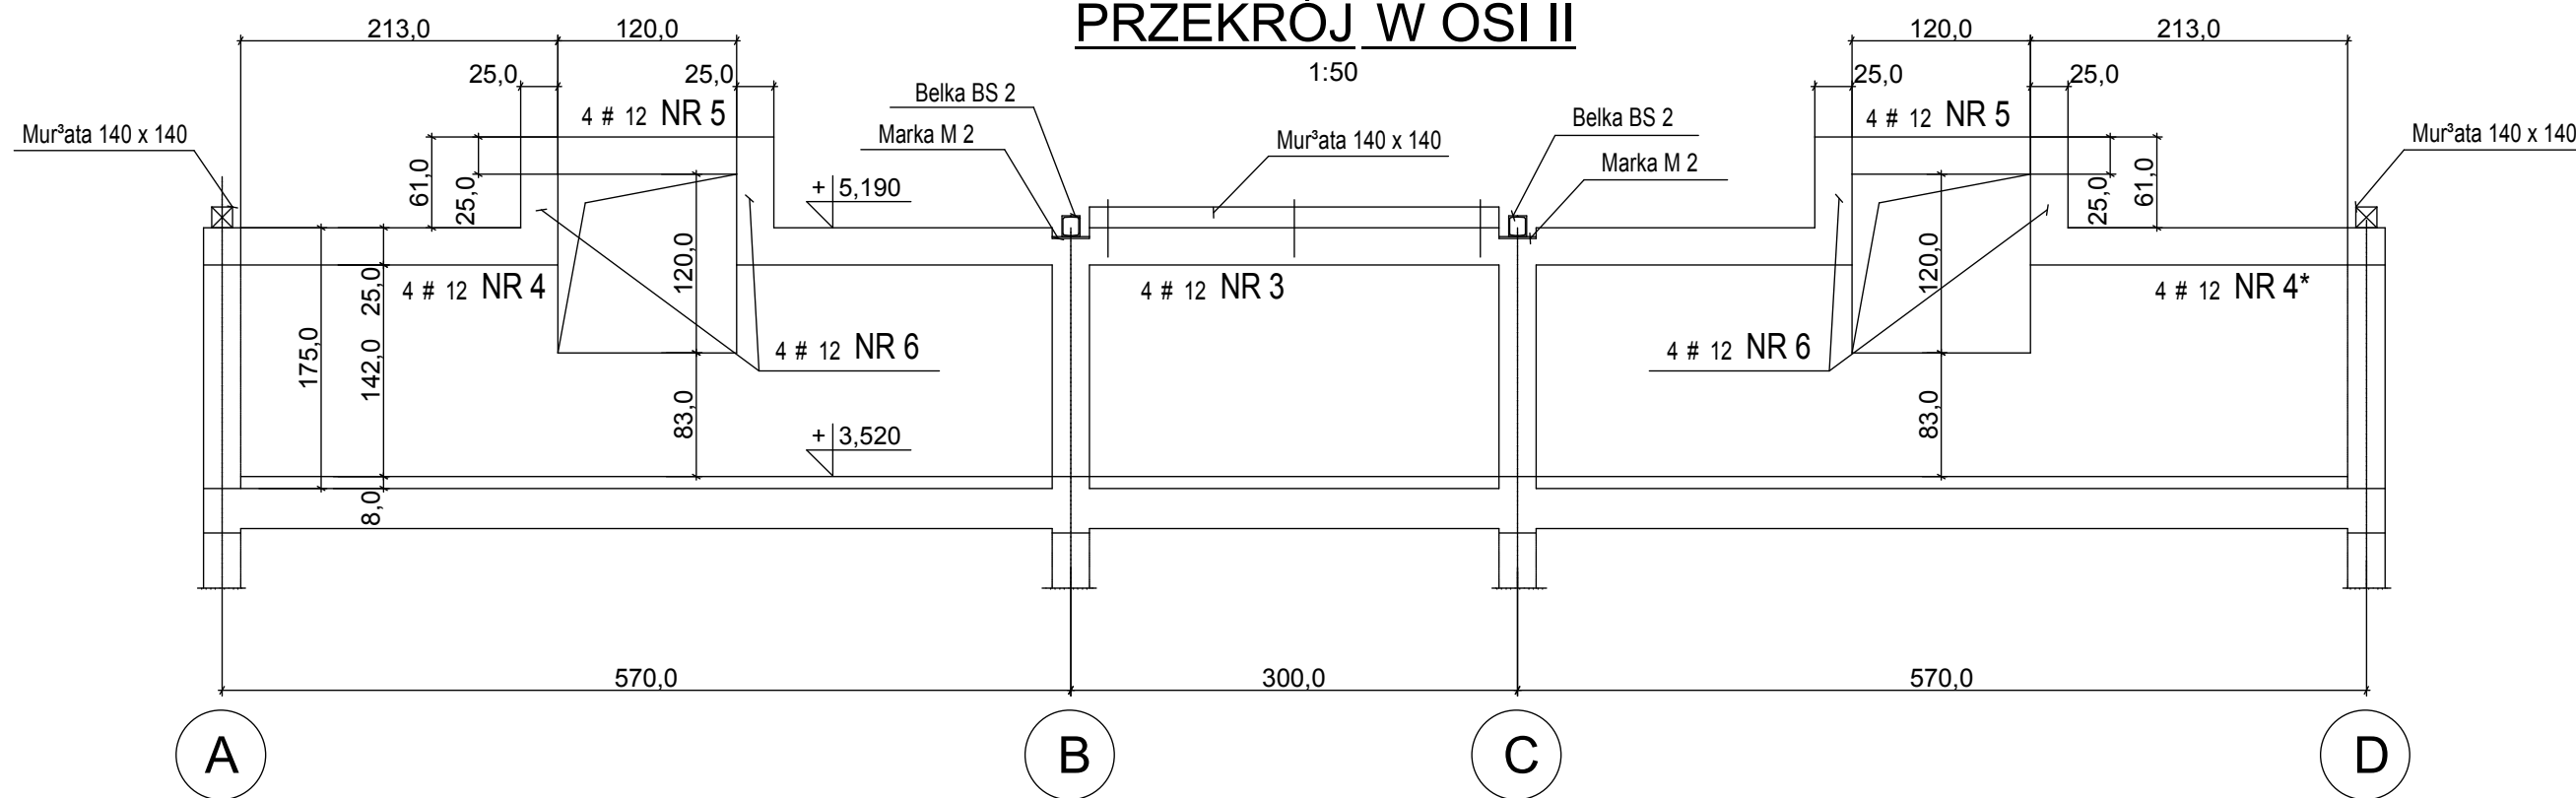 PRZEKRÓJ W OSI II
1:50
213,0
120,0
120,0
213,0
25,0
25,0
25,0
25,0
Mur³ata 140 x 140
4 # 12 NR 5
Belka BS 2
Marka M 2
Mur³ata 140 x 140
Belka BS 2
Marka M 2
4 # 12 NR 5
Mur³ata 140 x 140
61,0
25,0
+ 5,190
25,0
61,0
175,0
25,0
142,0
8,0
4 # 12 NR 4
120,0
83,0
4 # 12 NR 6
+ 3,520
4 # 12 NR 3
4 # 12 NR 6
120,0
83,0
4 # 12 NR 4*
570,0
300,0
570,0
A
B
C
D